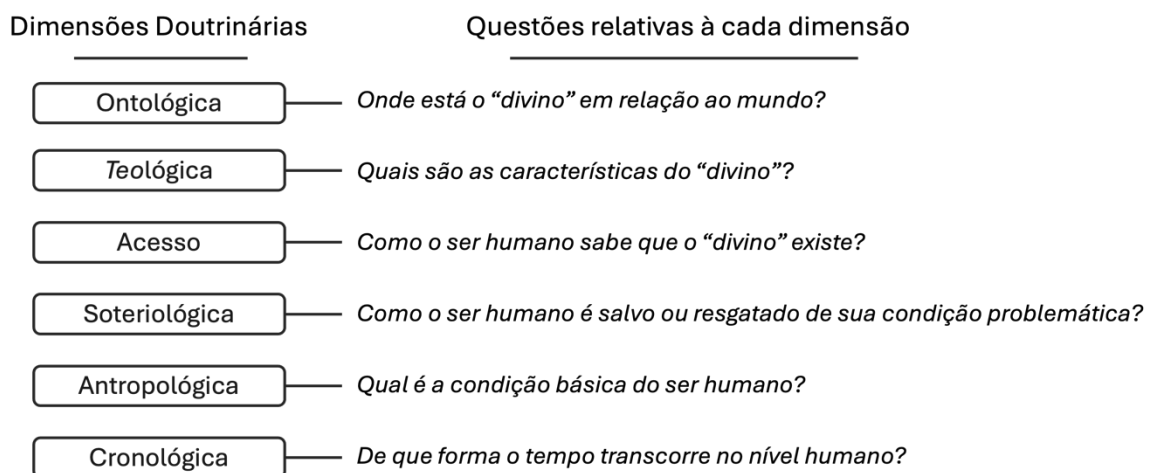 Dimensões Doutrinárias Questões relativas à cada dimensão
Ontológica Onde está o “divino” em relação ao mundo?
Teológica Quais são as características do “divino”?
Acesso Como o ser humano sabe que o “divino” existe?
Soteriológica Como o ser humano é salvo ou resgatado de sua condição problemática?
Antropológica Qual é a condição básica do ser humano?
Cronológica De que forma o tempo transcorre no nível humano?